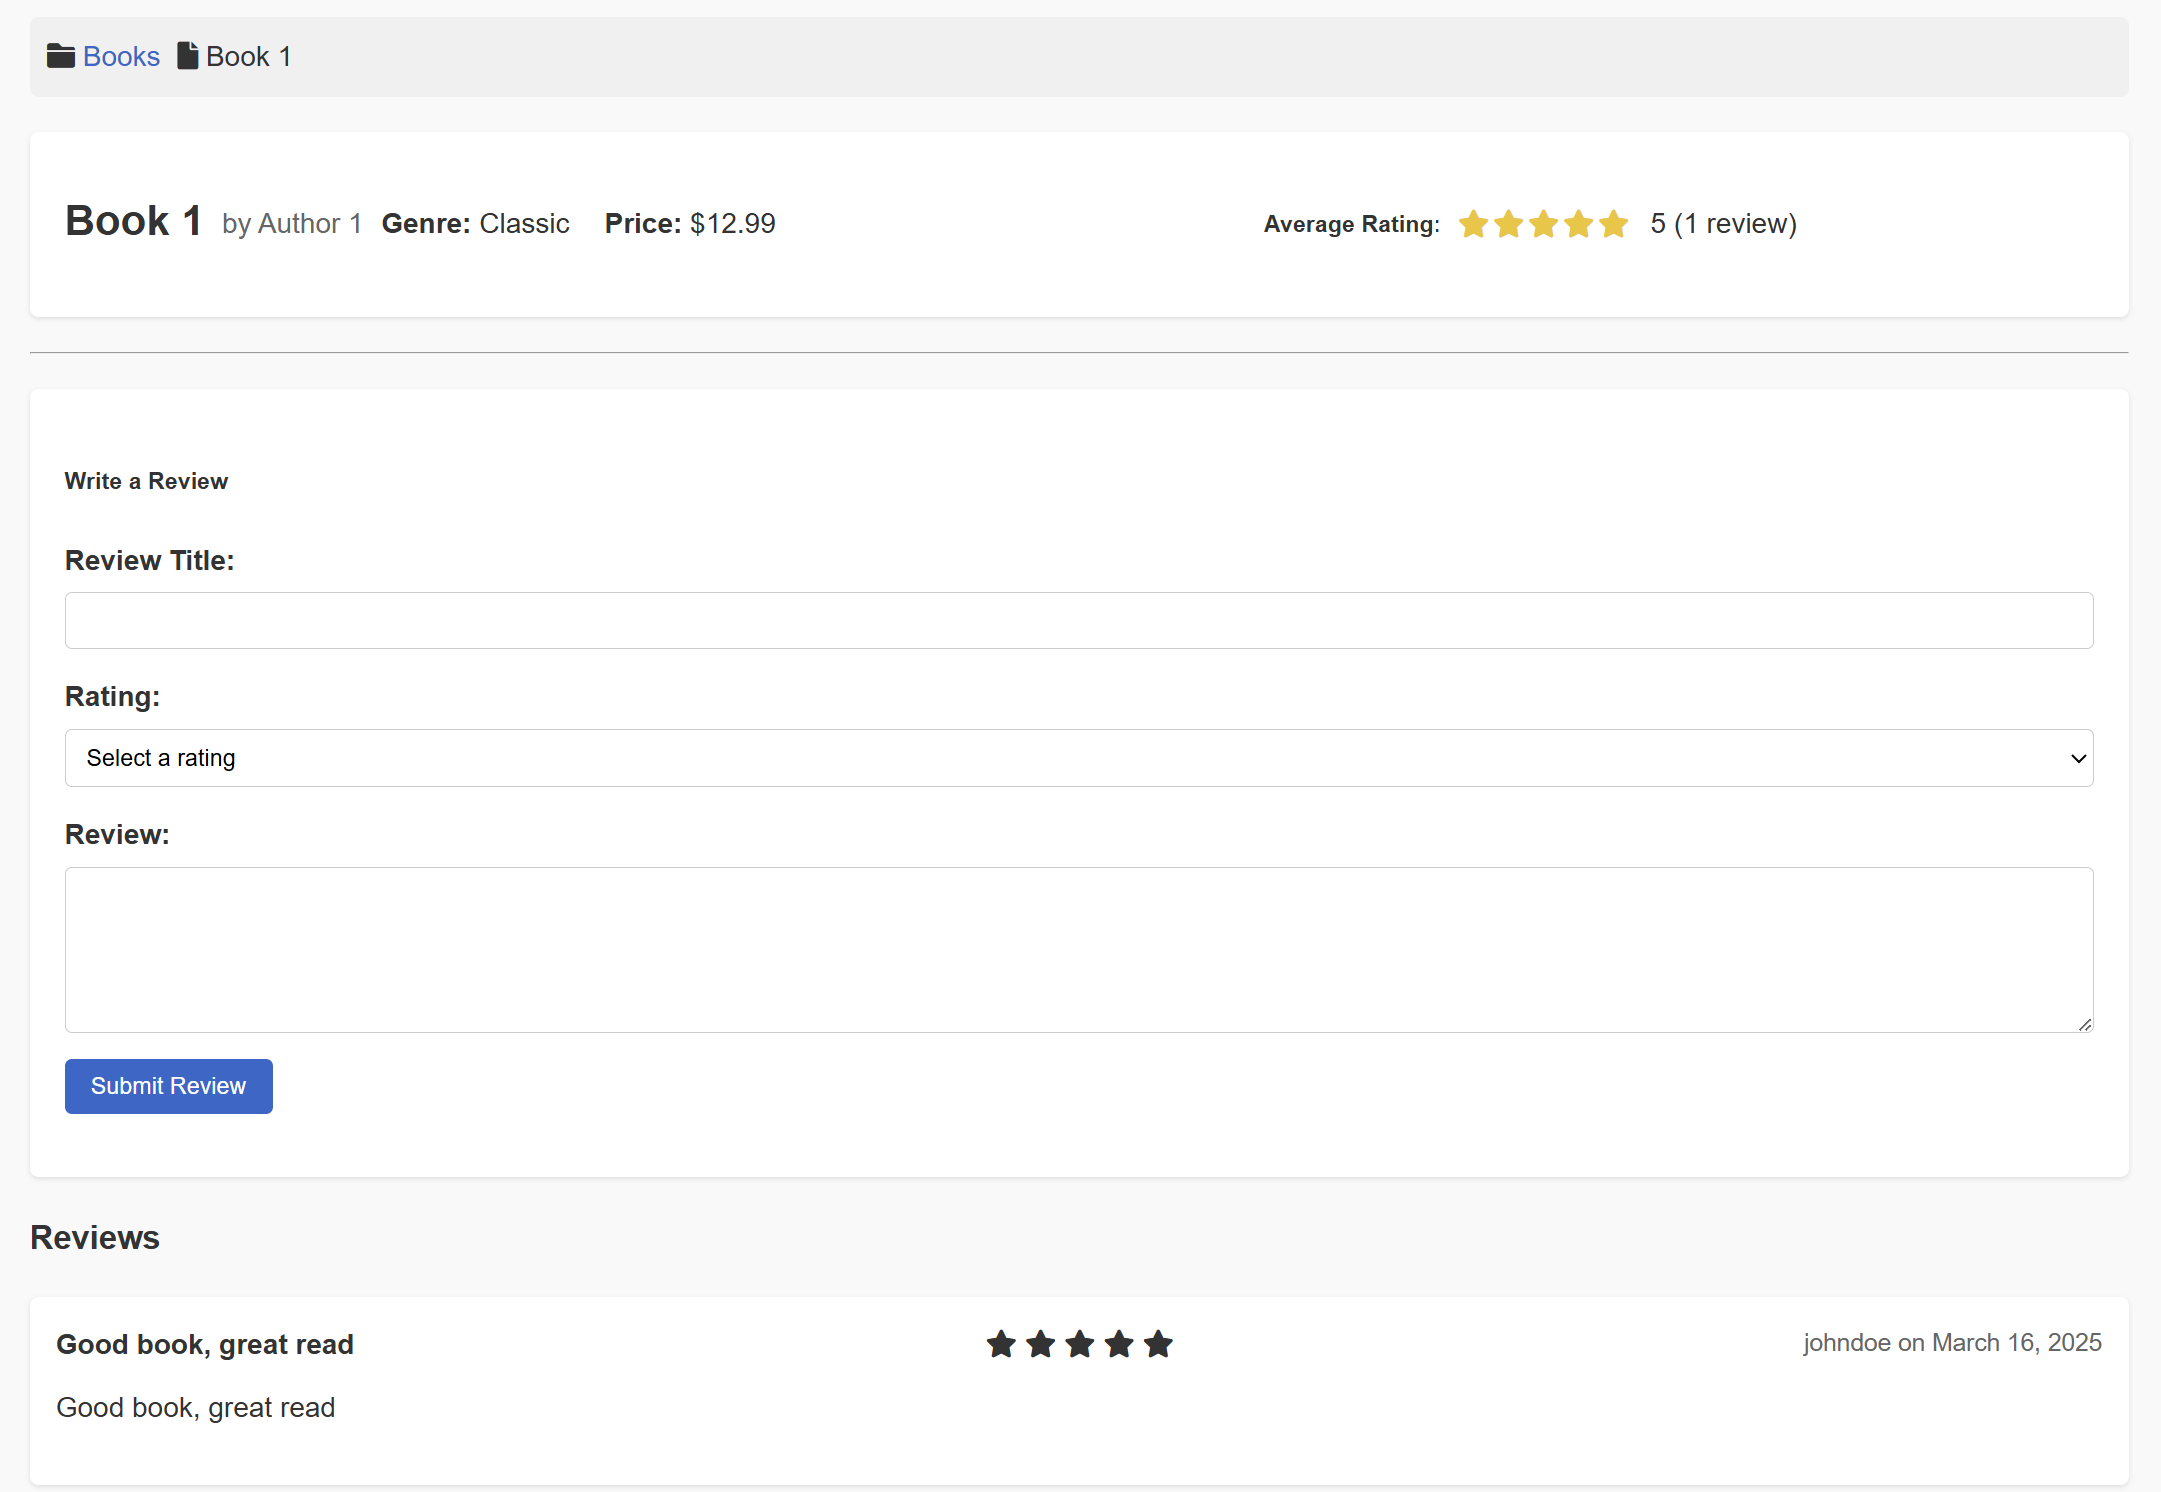 Books Book 1
Book 1 by Author 1 Genre: Classic Price: $12.99 Average Rating: 5 (1 review)
Write a Review
Review Title:
Rating:
Select a rating
Review:
Submit Review
Reviews
Good book, great read johndoe on March 16, 2025
Good book, great read